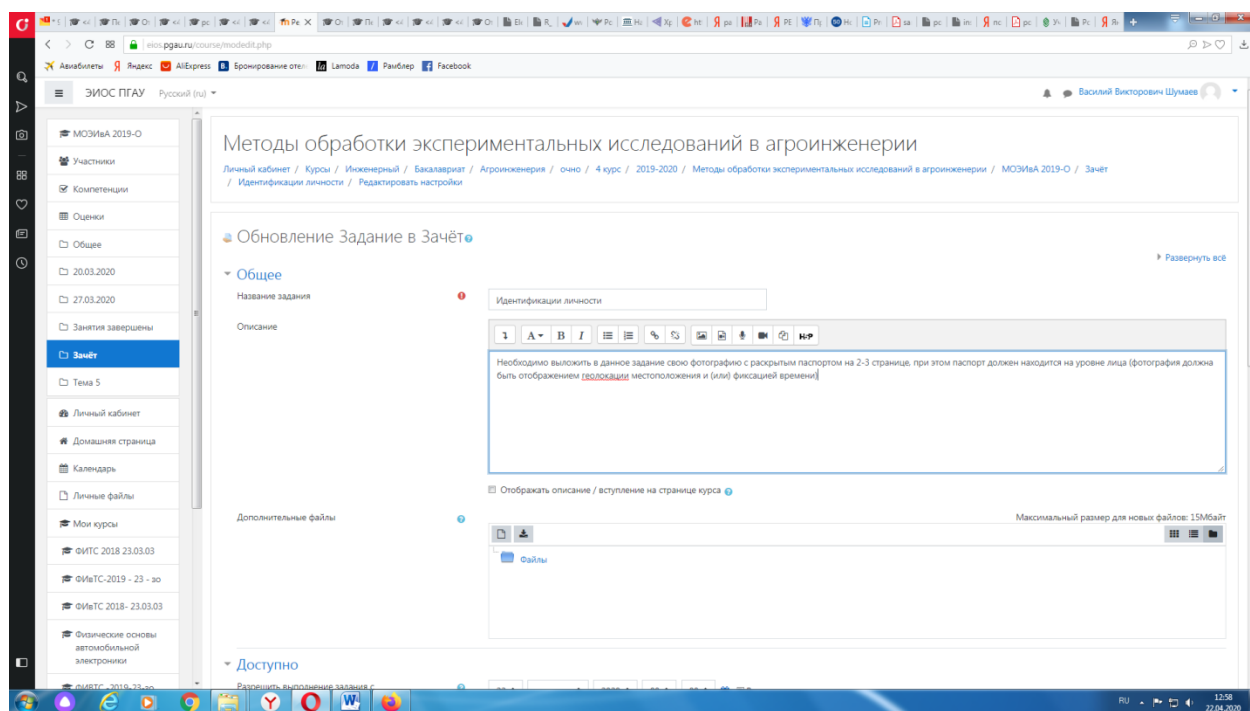 eios.pgau.ru/course/modedit.php
Авиабилеты Яндекс AliExpress Бронирование отел Lamoda Рамблер Facebook
ЭИОС ПГАУ Русский (ru) Василий Викторович Шумаев
МОЭИвА 2019-О
Участники
Компетенции
Оценки
Общее
20.03.2020
27.03.2020
Занятия завершены
Зачёт
Тема 5
Личный кабинет
Домашняя страница
Календарь
Личные файлы
Мои курсы
ФИТС 2018 23.03.03
ФИвТС-2019 - 23 - зо
ФИвТС 2018- 23.03.03
Физические основы
автомобильной
электроники
ФИВТС -2019-23-зо
Методы обработки экспериментальных исследований в агроинженерии
Личный кабинет / Курсы / Инженерный / Бакалавриат / Агроинженерия / очно / 4 курс / 2019-2020 / Методы обработки экспериментальных исследований в агроинженерии / МОЭИвА 2019-О / Зачёт
/ Идентификации личности / Редактировать настройки
Обновление Задание в Зачёт
Развернуть всё
Общее
Название задания Идентификации личности
Описание
Необходимо выложить в данное задание свою фотографию с раскрытым паспортом на 2-3 странице, при этом паспорт должен находится на уровне лица (фотография должна
быть отображением геолокации местоположения и (или) фиксацией времени)
Отображать описание / вступление на странице курса
Дополнительные файлы Максимальный размер для новых файлов: 15Мбайт
Файлы
Доступно
Разрешить выполнение задания с
RU 12:58
22.04.2020